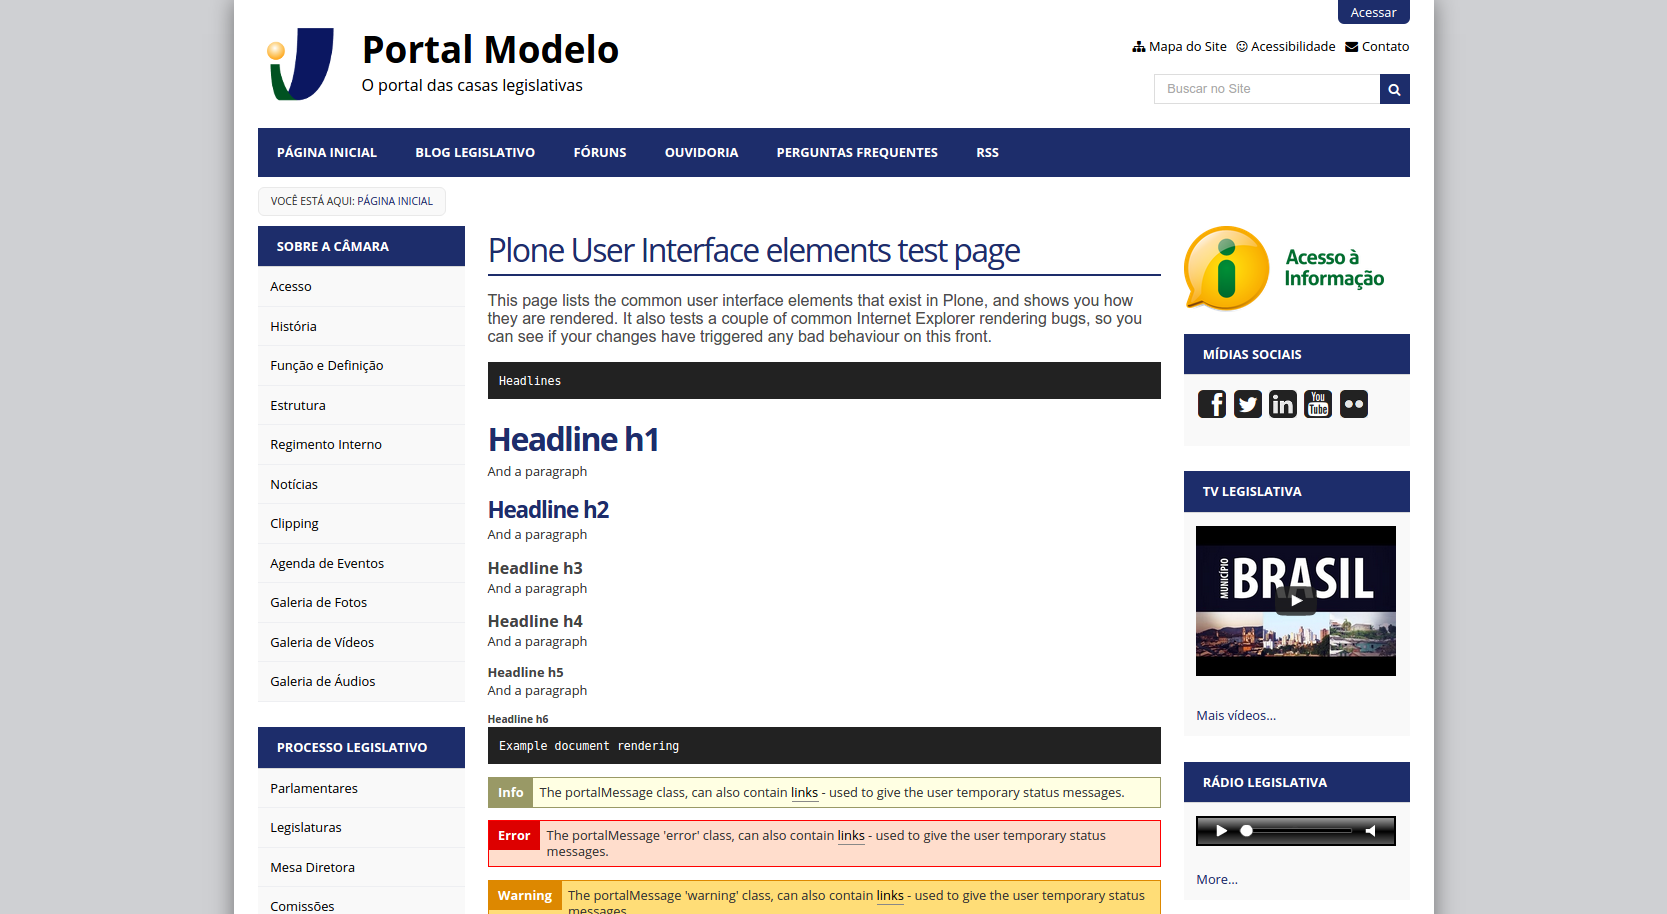 Acessar
Portal Modelo
O portal das casas legislativas
Mapa do Site Acessibilidade Contato
Buscar no Site
PÁGINA INICIAL BLOG LEGISLATIVO FÓRUNS OUVIDORIA PERGUNTAS FREQUENTES RSS
VOCÊ ESTÁ AQUI: PÁGINA INICIAL
SOBRE A CÂMARA
Acesso
História
Função e Definição
Estrutura
Regimento Interno
Notícias
Clipping
Agenda de Eventos
Galeria de Fotos
Galeria de Vídeos
Galeria de Áudios
PROCESSO LEGISLATIVO
Parlamentares
Legislaturas
Mesa Diretora
Comissões
Plone User Interface elements test page
This page lists the common user interface elements that exist in Plone, and shows you how
they are rendered. It also tests a couple of common Internet Explorer rendering bugs, so you
can see if your changes have triggered any bad behaviour on this front.
Headlines
Headline h1
And a paragraph
Headline h2
And a paragraph
Headline h3
And a paragraph
Headline h4
And a paragraph
Headline h5
And a paragraph
Headline h6
Example document rendering
Info The portalMessage class, can also contain links - used to give the user temporary status messages.
Error The portalMessage 'error' class, can also contain links - used to give the user temporary status
messages.
Warning The portalMessage 'warning' class, can also contain links - used to give the user temporary status
messages
Acesso à
Informação
MÍDIAS SOCIAIS
You
Tube
TV LEGISLATIVA
MUNICÍPIO
BRASIL
Mais vídeos...
RÁDIO LEGISLATIVA
More...